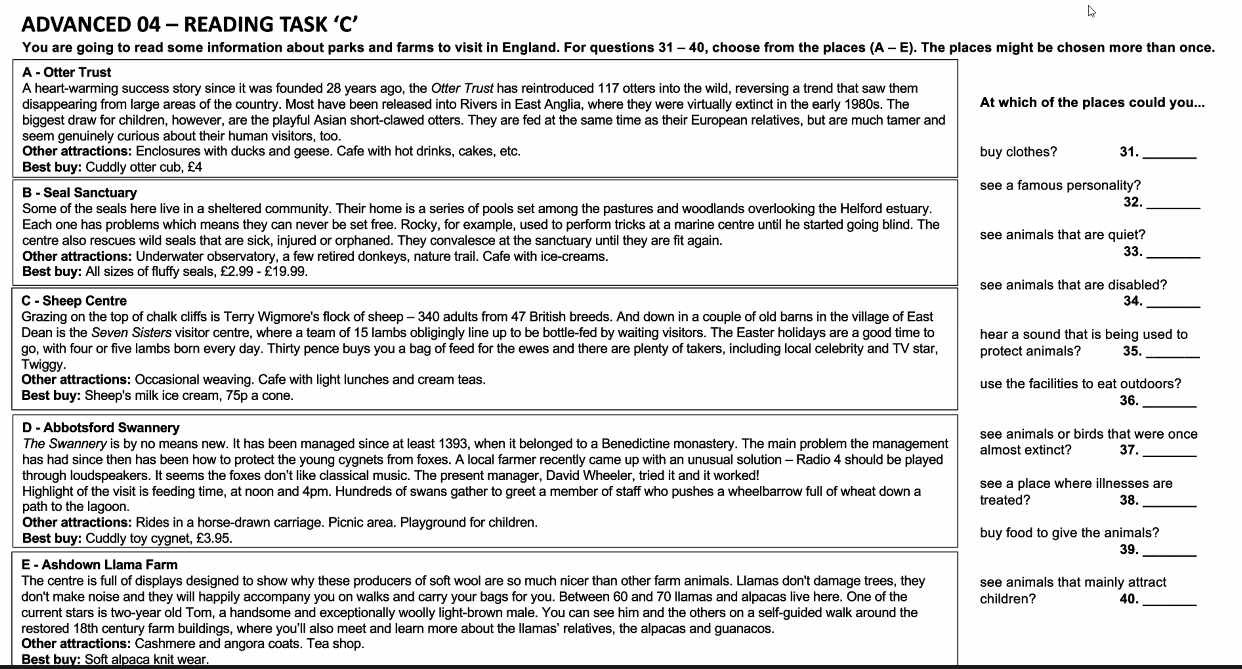 ADVANCED 04 – READING TASK ‘C’
You are going to read some information about parks and farms to visit in England. For questions 31 – 40, choose from the places (A – E). The places might be chosen more than once.
A - Otter Trust
A heart-warming success story since it was founded 28 years ago, the Otter Trust has reintroduced 117 otters into the wild, reversing a trend that saw them
disappearing from large areas of the country. Most have been released into Rivers in East Anglia, where they were virtually extinct in the early 1980s. The
biggest draw for children, however, are the playful Asian short-clawed otters. They are fed at the same time as their European relatives, but are much tamer and
seem genuinely curious about their human visitors, too.
Other attractions: Enclosures with ducks and geese. Cafe with hot drinks, cakes, etc.
Best buy: Cuddly otter cub, £4
B - Seal Sanctuary
Some of the seals here live in a sheltered community. Their home is a series of pools set among the pastures and woodlands overlooking the Helford estuary.
Each one has problems which means they can never be set free. Rocky, for example, used to perform tricks at a marine centre until he started going blind. The
centre also rescues wild seals that are sick, injured or orphaned. They convalesce at the sanctuary until they are fit again.
Other attractions: Underwater observatory, a few retired donkeys, nature trail. Cafe with ice-creams.
Best buy: All sizes of fluffy seals, £2.99 - £19.99.
C - Sheep Centre
Grazing on the top of chalk cliffs is Terry Wigmore's flock of sheep – 340 adults from 47 British breeds. And down in a couple of old barns in the village of East
Dean is the Seven Sisters visitor centre, where a team of 15 lambs obligingly line up to be bottle-fed by waiting visitors. The Easter holidays are a good time to
go, with four or five lambs born every day. Thirty pence buys you a bag of feed for the ewes and there are plenty of takers, including local celebrity and TV star,
Twiggy.
Other attractions: Occasional weaving. Cafe with light lunches and cream teas.
Best buy: Sheep's milk ice cream, 75p a cone.
D - Abbotsford Swannery
The Swannery is by no means new. It has been managed since at least 1393, when it belonged to a Benedictine monastery. The main problem the management
has had since then has been how to protect the young cygnets from foxes. A local farmer recently came up with an unusual solution – Radio 4 should be played
through loudspeakers. It seems the foxes don’t like classical music. The present manager, David Wheeler, tried it and it worked!
Highlight of the visit is feeding time, at noon and 4pm. Hundreds of swans gather to greet a member of staff who pushes a wheelbarrow full of wheat down a
path to the lagoon.
Other attractions: Rides in a horse-drawn carriage. Picnic area. Playground for children.
Best buy: Cuddly toy cygnet, £3.95.
E - Ashdown Llama Farm
The centre is full of displays designed to show why these producers of soft wool are so much nicer than other farm animals. Llamas don't damage trees, they
don't make noise and they will happily accompany you on walks and carry your bags for you. Between 60 and 70 llamas and alpacas live here. One of the
current stars is two-year old Tom, a handsome and exceptionally woolly light-brown male. You can see him and the others on a self-guided walk around the
restored 18th century farm buildings, where you’ll also meet and learn more about the llamas’ relatives, the alpacas and guanacos.
Other attractions: Cashmere and angora coats. Tea shop.
Best buy: Soft alpaca knit wear.
At which of the places could you...
buy clothes? 31. _______
see a famous personality?
32. _______
see animals that are quiet?
33. _______
see animals that are disabled?
34. _______
hear a sound that is being used to
protect animals? 35. _______
use the facilities to eat outdoors?
36. _______
see animals or birds that were once
almost extinct? 37. _______
see a place where illnesses are
treated? 38. _______
buy food to give the animals?
39. _______
see animals that mainly attract
children? 40. _______